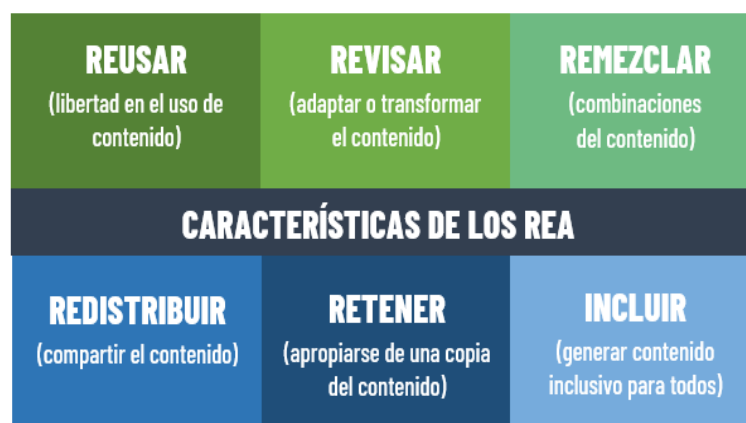 REUSAR
(libertad en el uso de
contenido)
REVISAR
(adaptar o transformar
el contenido)
REMEZCLAR
(combinaciones
del contenido)
CARACTERÍSTICAS DE LOS REA
REDISTRIBUIR
(compartir el contenido)
RETENER
(apropiarse de una copia
del contenido)
INCLUIR
(generar contenido
inclusivo para todos)